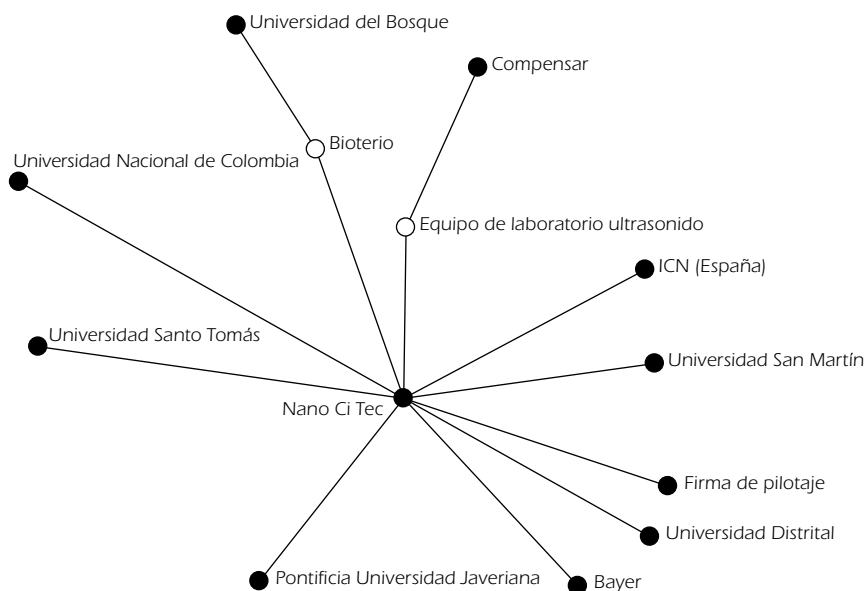 Universidad del Bosque
Compensar
Bioterio
Universidad Nacional de Colombia
Equipo de laboratorio ultrasonido
ICN (España)
Universidad Santo Tomás
Universidad San Martín
Nano Ci Tec
Firma de pilotaje
Universidad Distrital
Pontificia Universidad Javeriana
Bayer